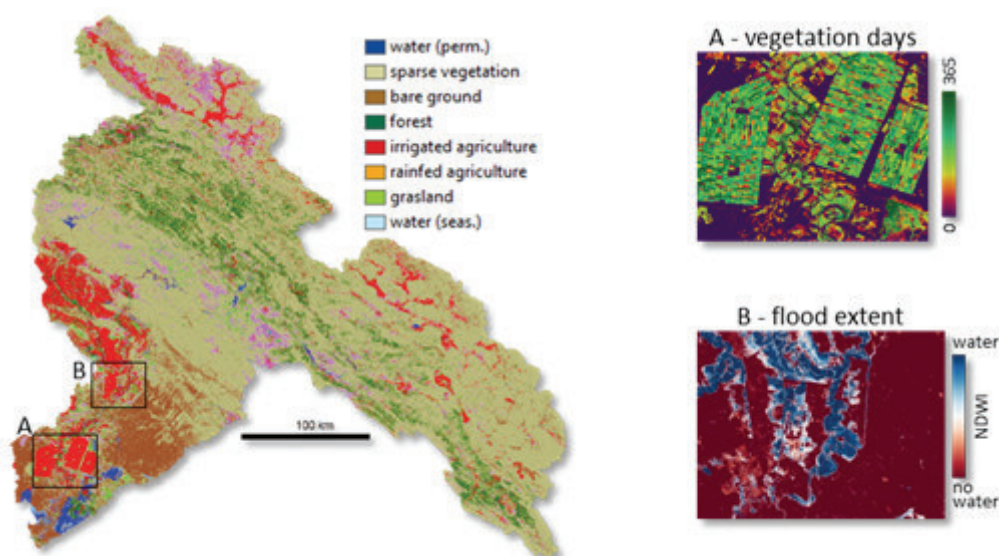 water (perm.)
sparse vegetation
bare ground
forest
irrigated agriculture
rainfed agriculture
grasland
water (seas.)
B
A
100 km
A - vegetation days
365
0
B - flood extent
water
NDWI
no
water